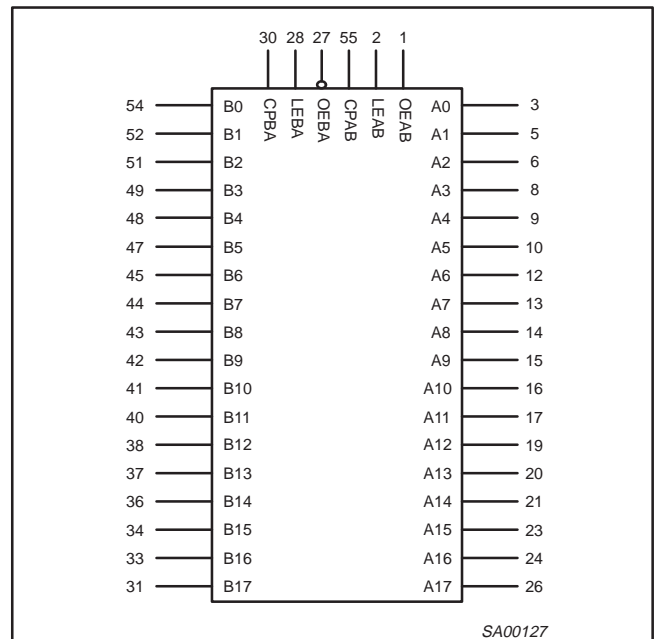 30 28 27 55 2 1
CPBA LEBA OEBA CPAB LEAB OEAB
54 B0 A0 3
52 B1 A1 5
51 B2 A2 6
49 B3 A3 8
48 B4 A4 9
47 B5 A5 10
45 B6 A6 12
44 B7 A7 13
43 B8 A8 14
42 B9 A9 15
41 B10 A10 16
40 B11 A11 17
38 B12 A12 19
37 B13 A13 20
36 B14 A14 21
34 B15 A15 23
33 B16 A16 24
31 B17 A17 26
SA00127